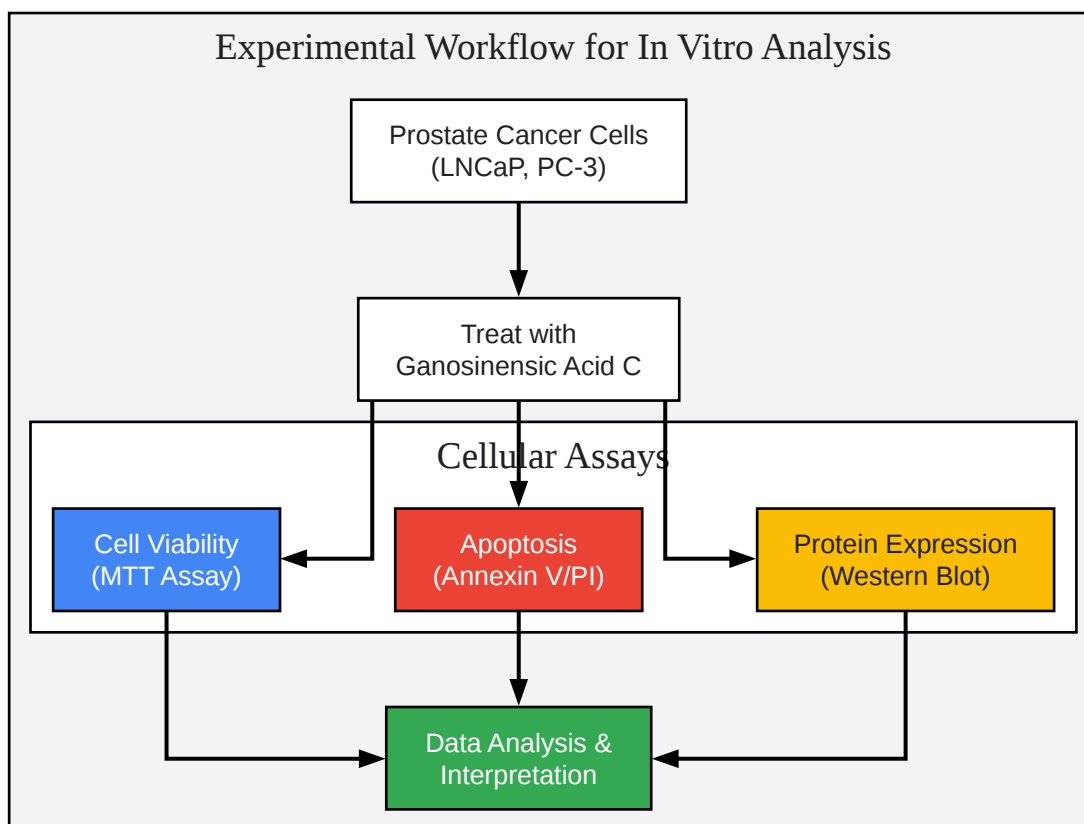 Experimental Workflow for In Vitro Analysis
Prostate Cancer Cells
(LNCaP, PC-3)
Treat with
Ganosinensic Acid C
Cellular Assays
Cell Viability
(MTT Assay)
Apoptosis
(Annexin V/PI)
Protein Expression
(Western Blot)
Data Analysis &
Interpretation